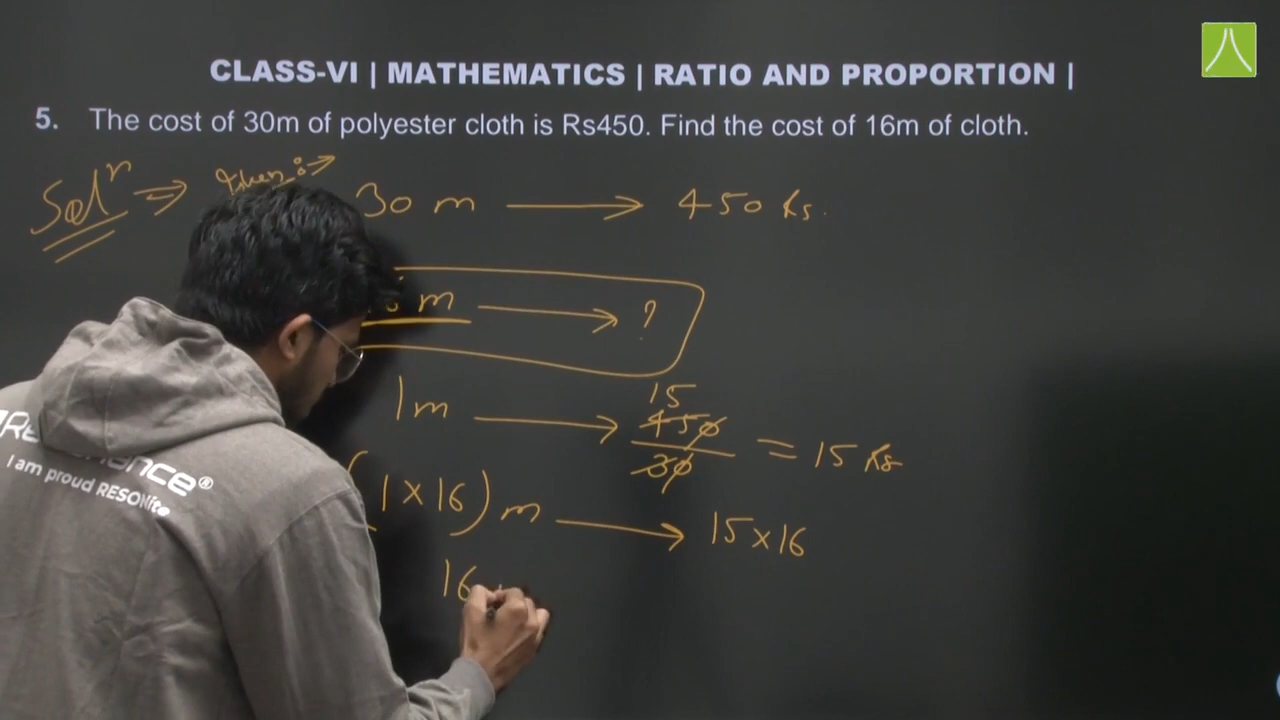 CLASS-VI | MATHEMATICS | RATIO AND PROPORTION |
5. The cost of 30m of polyester cloth is Rs450. Find the cost of 16m of cloth.
Solⁿ ⇒ 30 m → 450 Rs.
m → ?
1m → 450/30 = 15 Rs
15
(1×16) m → 15×16
16
I am proud RESONite